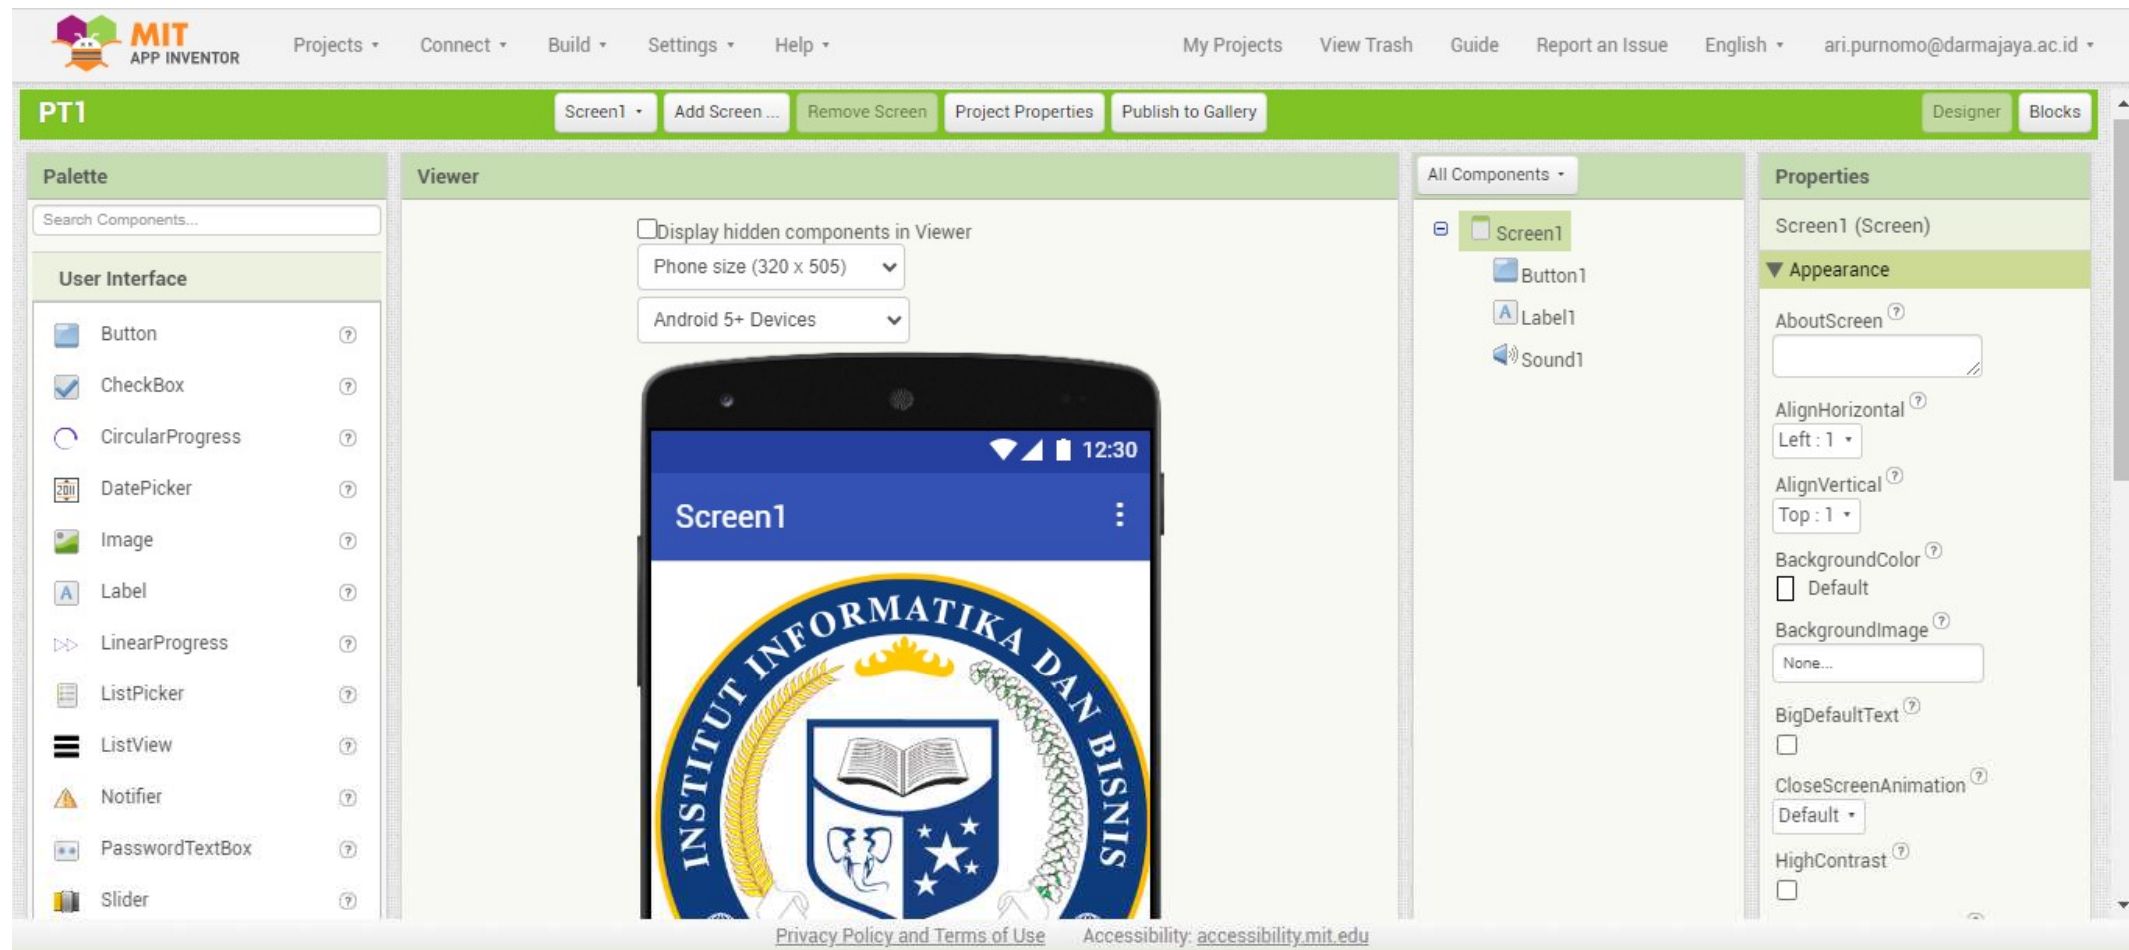 MIT
APP INVENTOR
Projects
Connect
Build
Settings
Help
My Projects
View Trash
Guide
Report an Issue
English
ari.purnomo@darmajaya.ac.id
PT1
Screen1
Add Screen ...
Remove Screen
Project Properties
Publish to Gallery
Designer
Blocks
Palette
Search Components...
User Interface
Button
CheckBox
CircularProgress
2011
DatePicker
Image
A
Label
LinearProgress
ListPicker
ListView
Notifier
PasswordTextBox
Slider
Viewer
Display hidden components in Viewer
Phone size (320 x 505)
Android 5+ Devices
12:30
Screen1
INSTITUT INFORMATIKA DAN BISNIS
All Components
Screen1
Button1
A
Label1
Sound1
Properties
Screen1 (Screen)
Appearance
AboutScreen ?
AlignHorizontal ?
Left : 1
AlignVertical ?
Top : 1
BackgroundColor ?
Default
BackgroundImage ?
None...
BigDefaultText ?
CloseScreenAnimation ?
Default
HighContrast ?
Privacy Policy and Terms of Use
Accessibility: accessibility.mit.edu